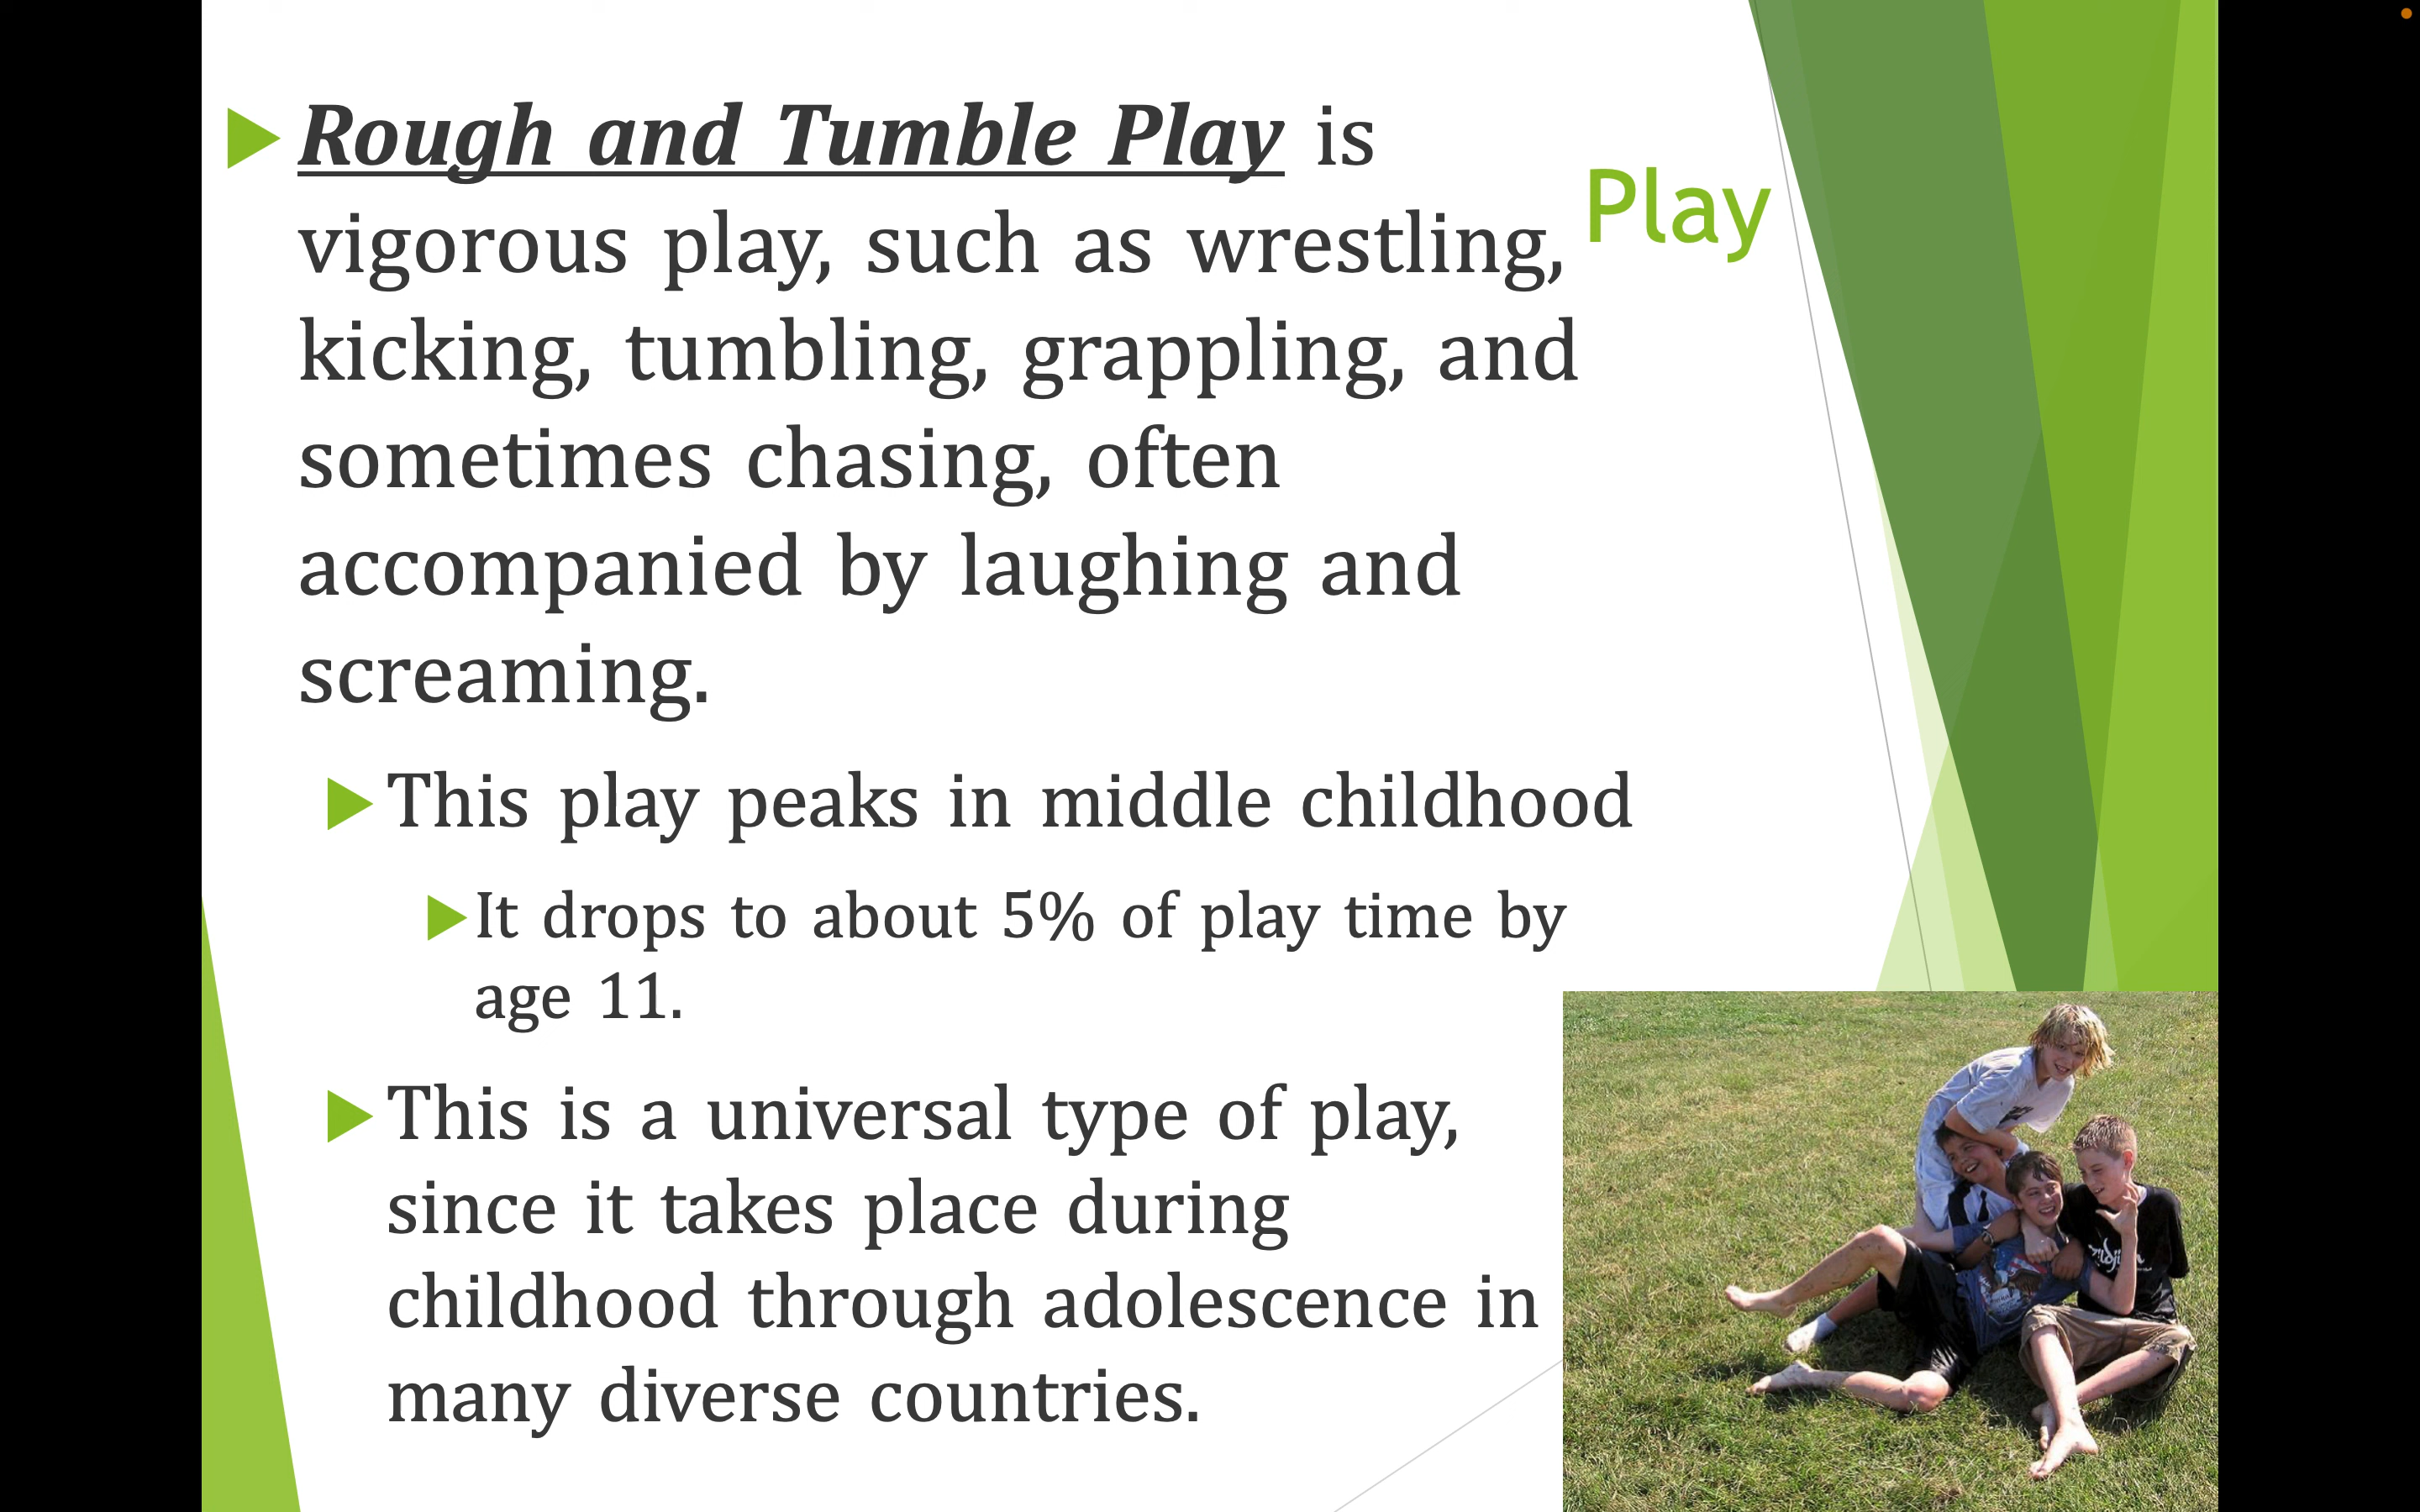 Rough and Tumble Play is
vigorous play, such as wrestling,
kicking, tumbling, grappling, and
sometimes chasing, often
accompanied by laughing and
screaming.
This play peaks in middle childhood
It drops to about 5% of play time by
age 11.
This is a universal type of play,
since it takes place during
childhood through adolescence in
many diverse countries.
Play